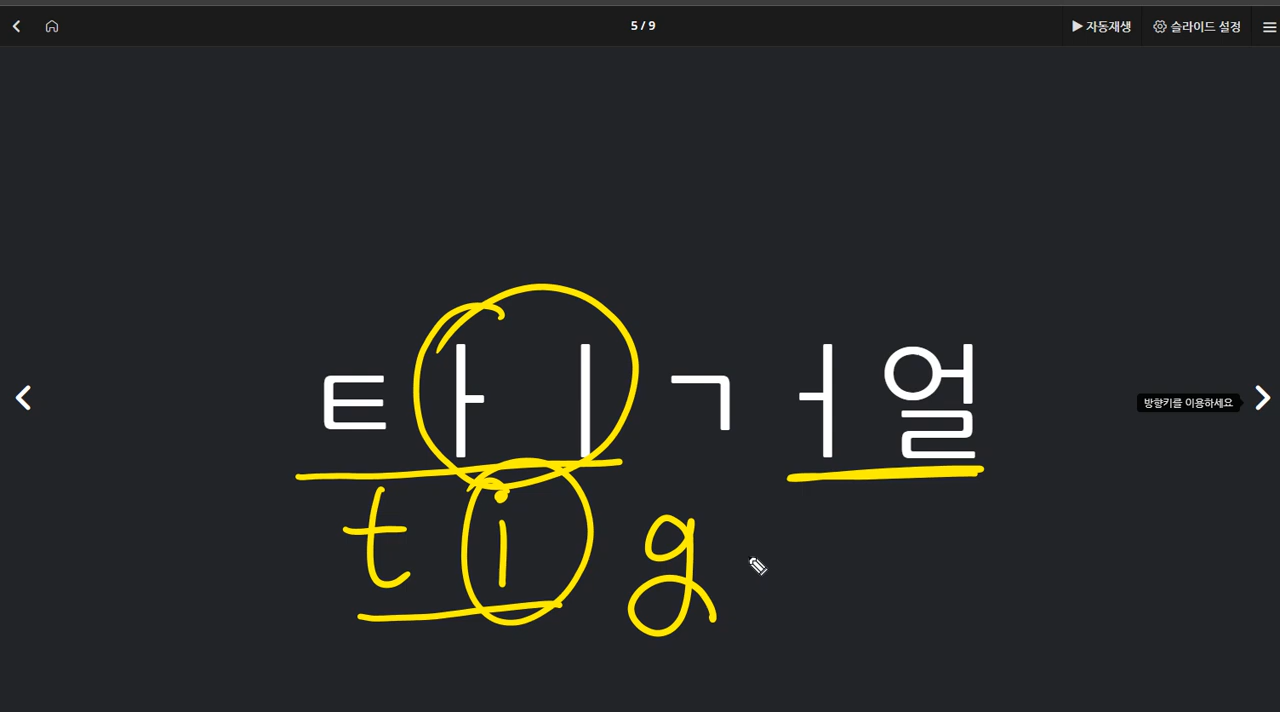 5 / 9
자동재생
슬라이드 설정
ㅌ ㅏ ㅣ ㄱ ㅓ 얼
방향키를 이용하세요
t i g